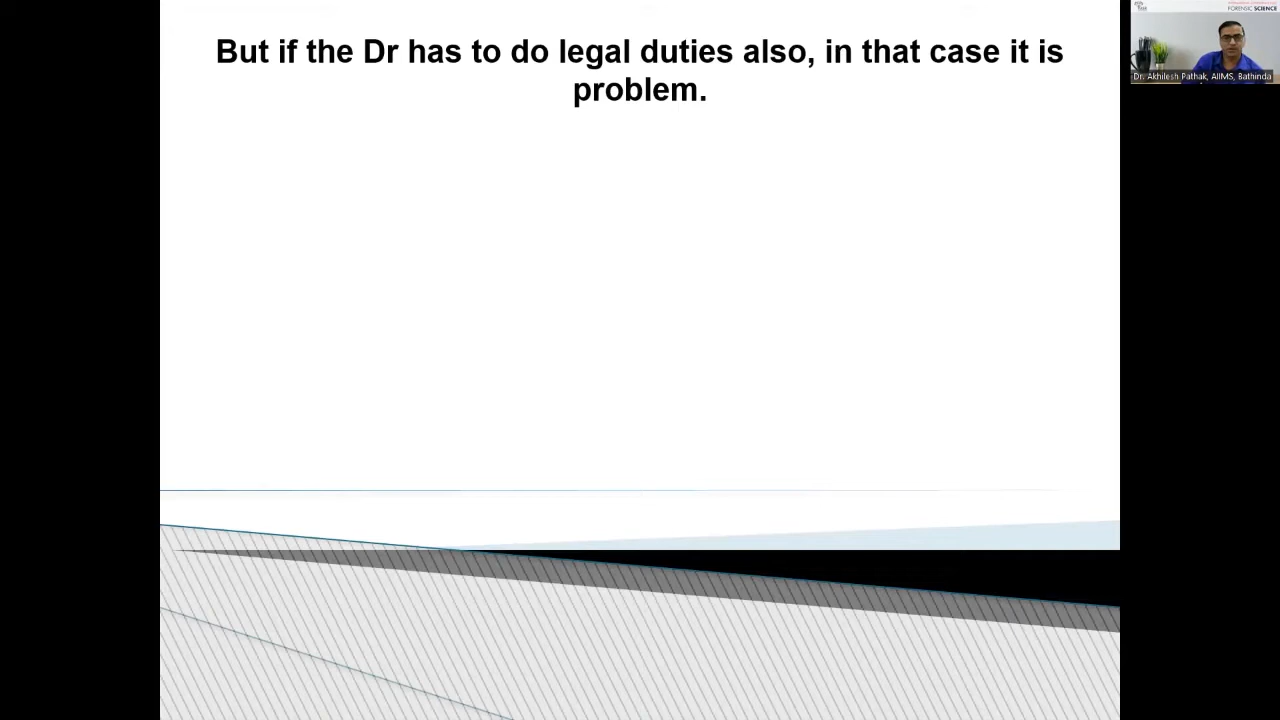 But if the Dr has to do legal duties also, in that case it is
problem.
FORENSIC SCIENCE
Dr. Akhilesh Pathak, AIIMS, Bathinda